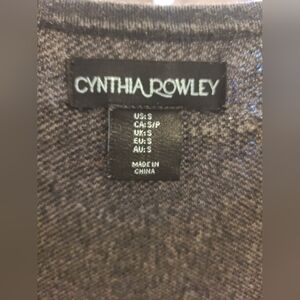 CYNTHIA ROWLEY
US:S
CA:S/P
UK:S
EU:S
AU:S
MADE IN
CHINA